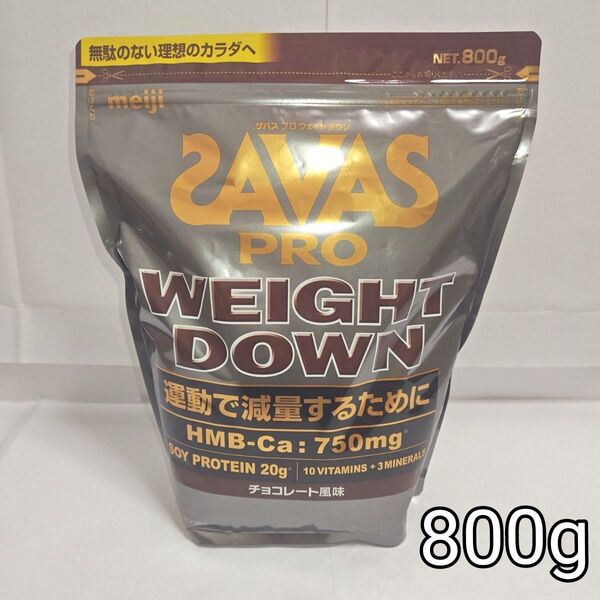 無駄のない理想のカラダへ
NET.800g
meiji
ザバス プロ ウェイトダウン
SAVAS
PRO
WEIGHT
DOWN
運動で減量するために
HMB-Ca : 750mg*
SOY PROTEIN 20g* 10 VITAMINS + 3 MINERALS
チョコレート風味
800g